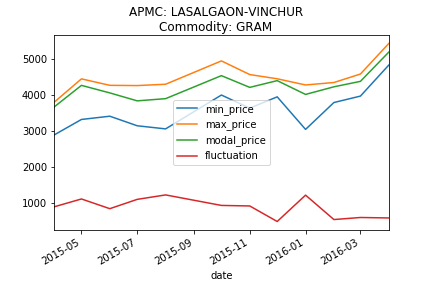 APMC: LASALGAON-VINCHUR
Commodity: GRAM
5000
4000
3000
2000
1000
min_price
max_price
modal_price
fluctuation
2015-05
2015-07
2015-09
2015-11
2016-01
2016-03
date